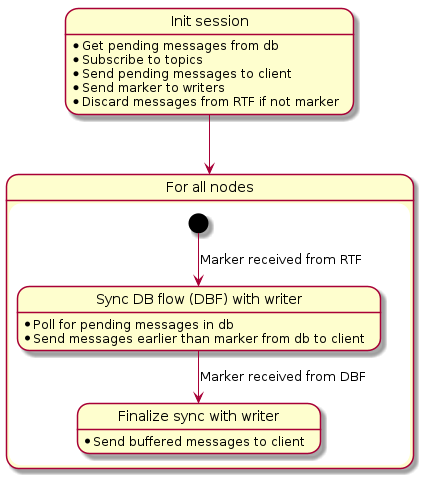 Init session
Get pending messages from db
Subscribe to topics
Send pending messages to client
Send marker to writers
Discard messages from RTF if not marker
For all nodes
Marker received from RTF
Sync DB flow (DBF) with writer
Poll for pending messages in db
Send messages earlier than marker from db to client
Marker received from DBF
Finalize sync with writer
Send buffered messages to client